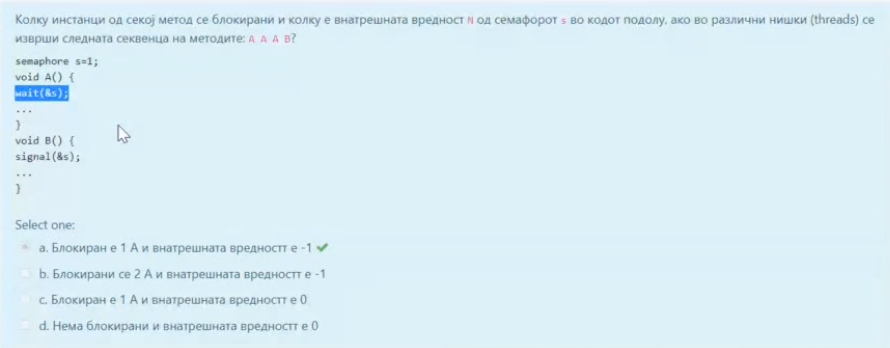 Колку инстанци од секој метод се блокирани и колку е внатрешната вредност N од семафорот s во кодот подолу, ако во различни нишки (threads) се
изврши следната секвенца на методите: A A A B?
semaphore s=1;
void A() {
wait(&s);
...
}
void B() {
signal(&s);
...
}
Select one:
a. Блокиран е 1 А и внатрешната вредностт е -1
b. Блокирани се 2 А и внатрешната вредностт е -1
c. Блокиран е 1 А и внатрешната вредностт е 0
d. Нема блокирани и внатрешната вредностт е 0